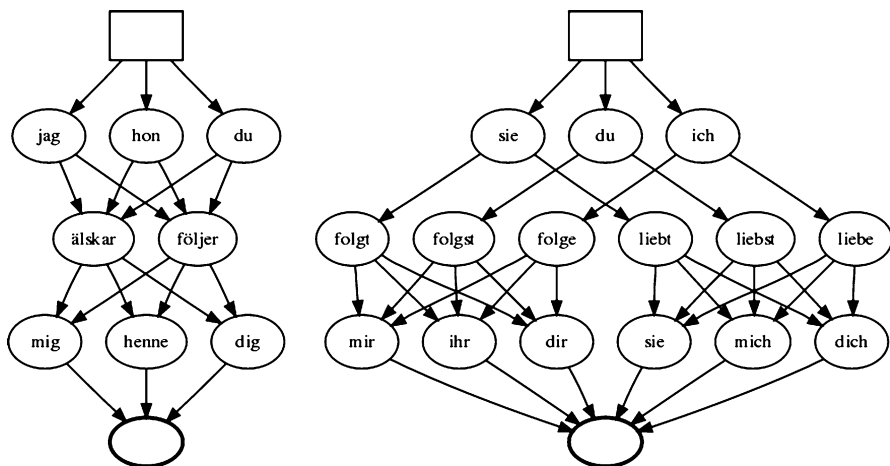 jag hon du
sie du ich
älskar följer
folgt folgst folge liebt liebst liebe
mig henne dig
mir ihr dir sie mich dich